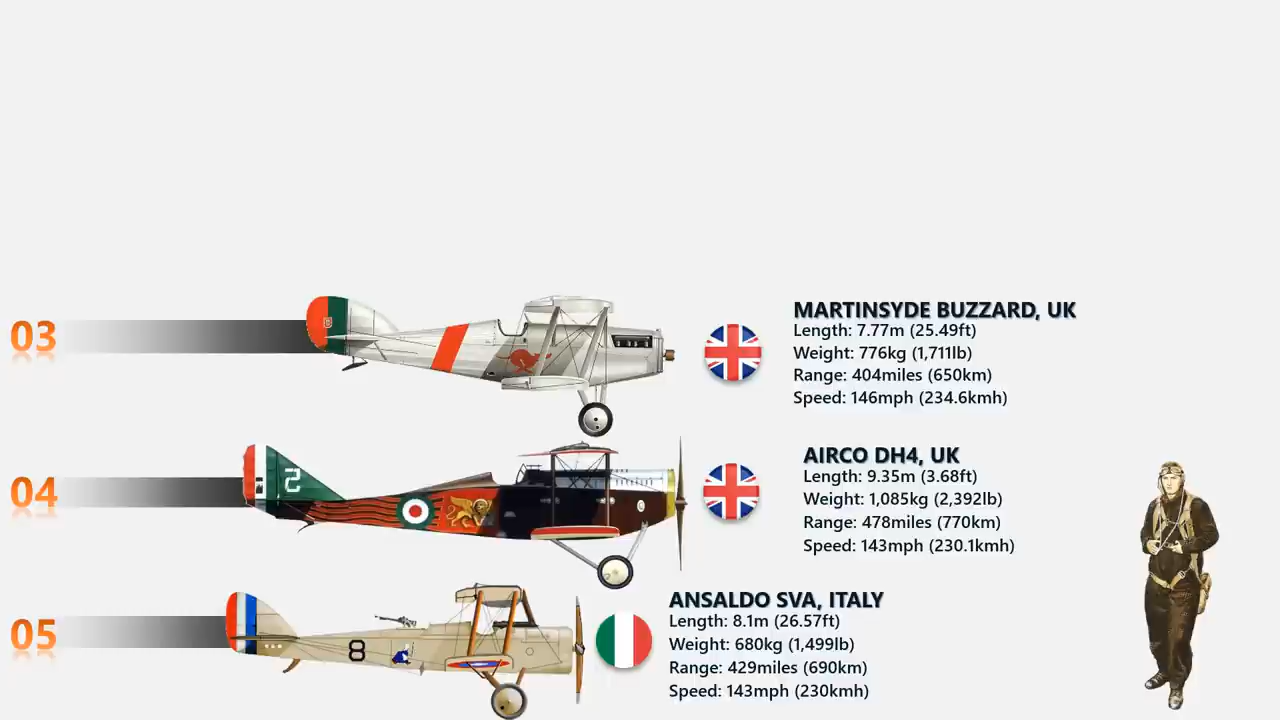 03
MARTINSYDE BUZZARD, UK
Length: 7.77m (25.49ft)
Weight: 776kg (1,711lb)
Range: 404miles (650km)
Speed: 146mph (234.6kmh)
04
2
AIRCO DH4, UK
Length: 9.35m (3.68ft)
Weight: 1,085kg (2,392lb)
Range: 478miles (770km)
Speed: 143mph (230.1kmh)
05
8
ANSALDO SVA, ITALY
Length: 8.1m (26.57ft)
Weight: 680kg (1,499lb)
Range: 429miles (690km)
Speed: 143mph (230kmh)